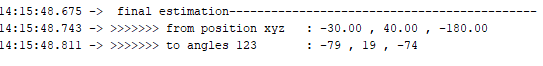 14:15:48.675 -> final estimation--------------------------------------------
14:15:48.743 -> >>>>>>> from position xyz : -30.00 , 40.00 , -180.00
14:15:48.811 -> >>>>>>> to angles 123 : -79 , 19 , -74